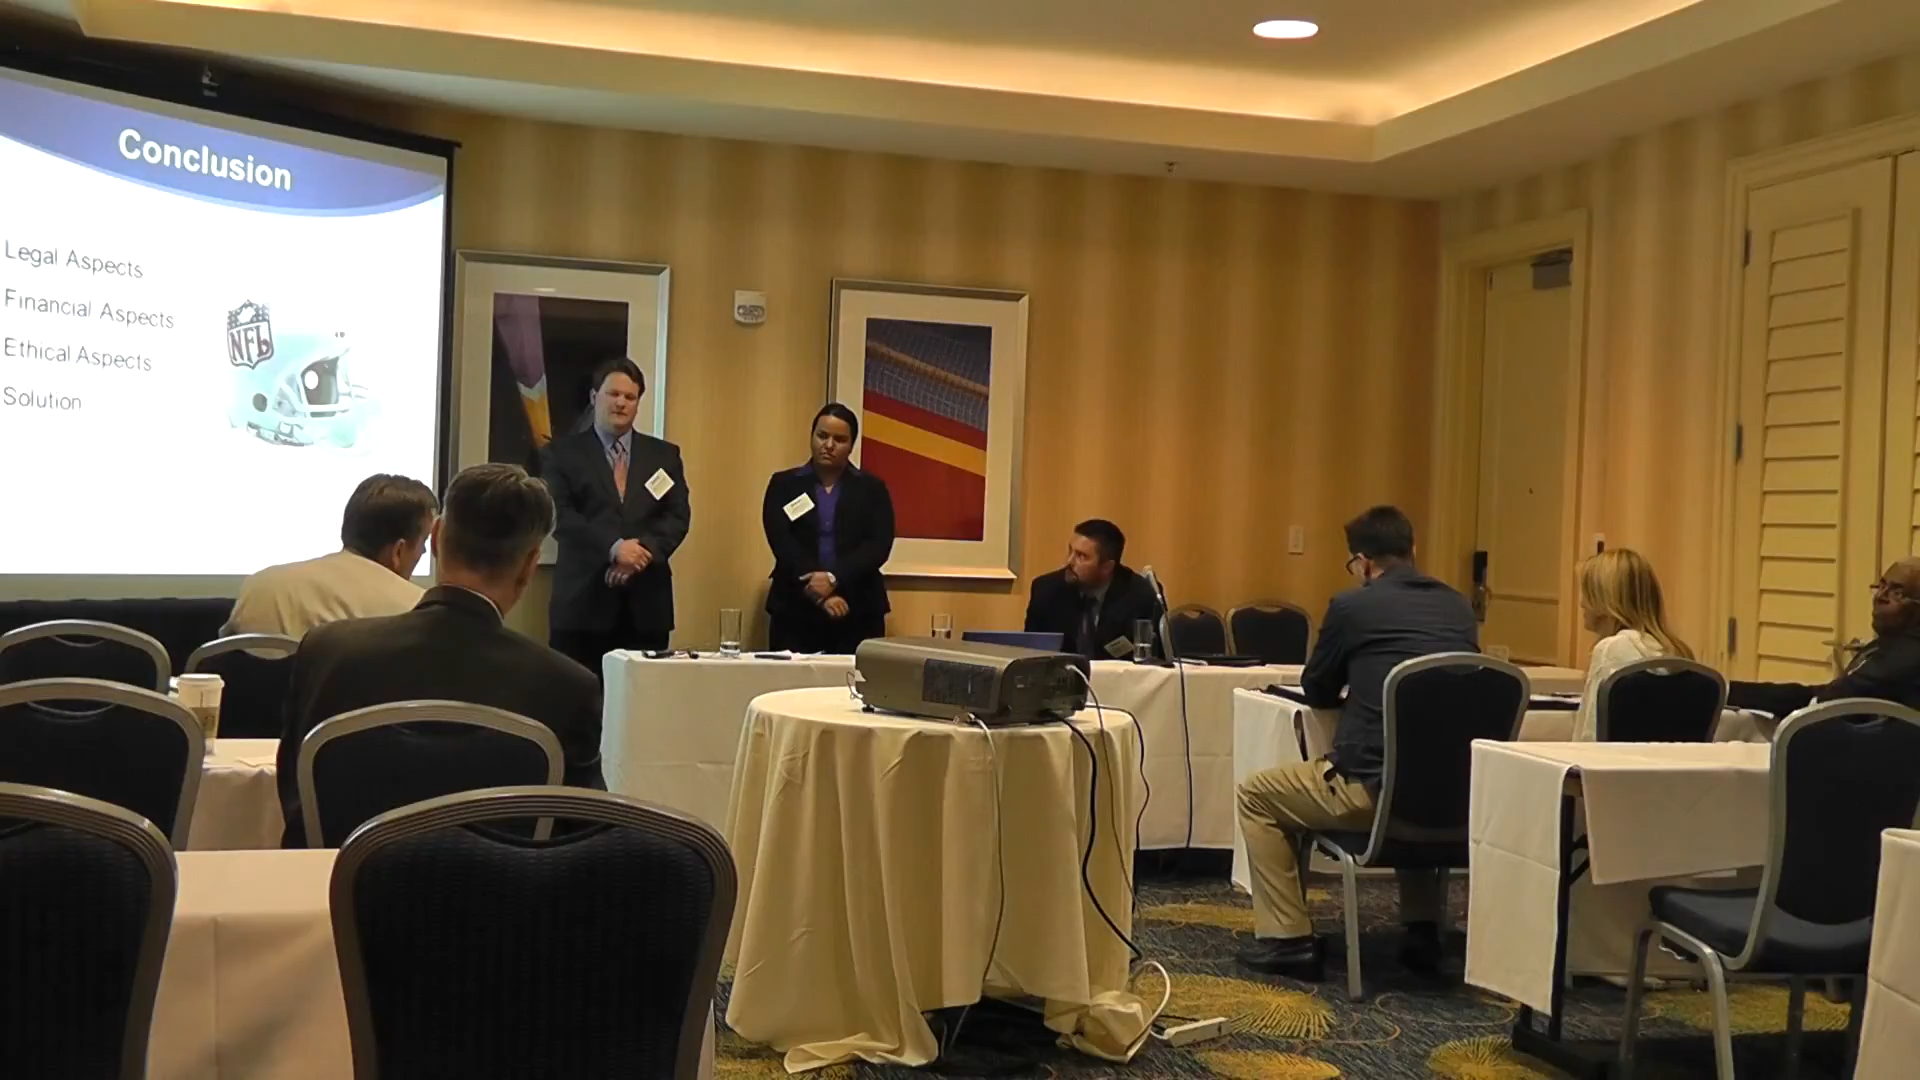 Conclusion
Legal Aspects
Financial Aspects
Ethical Aspects
Solution
NFL